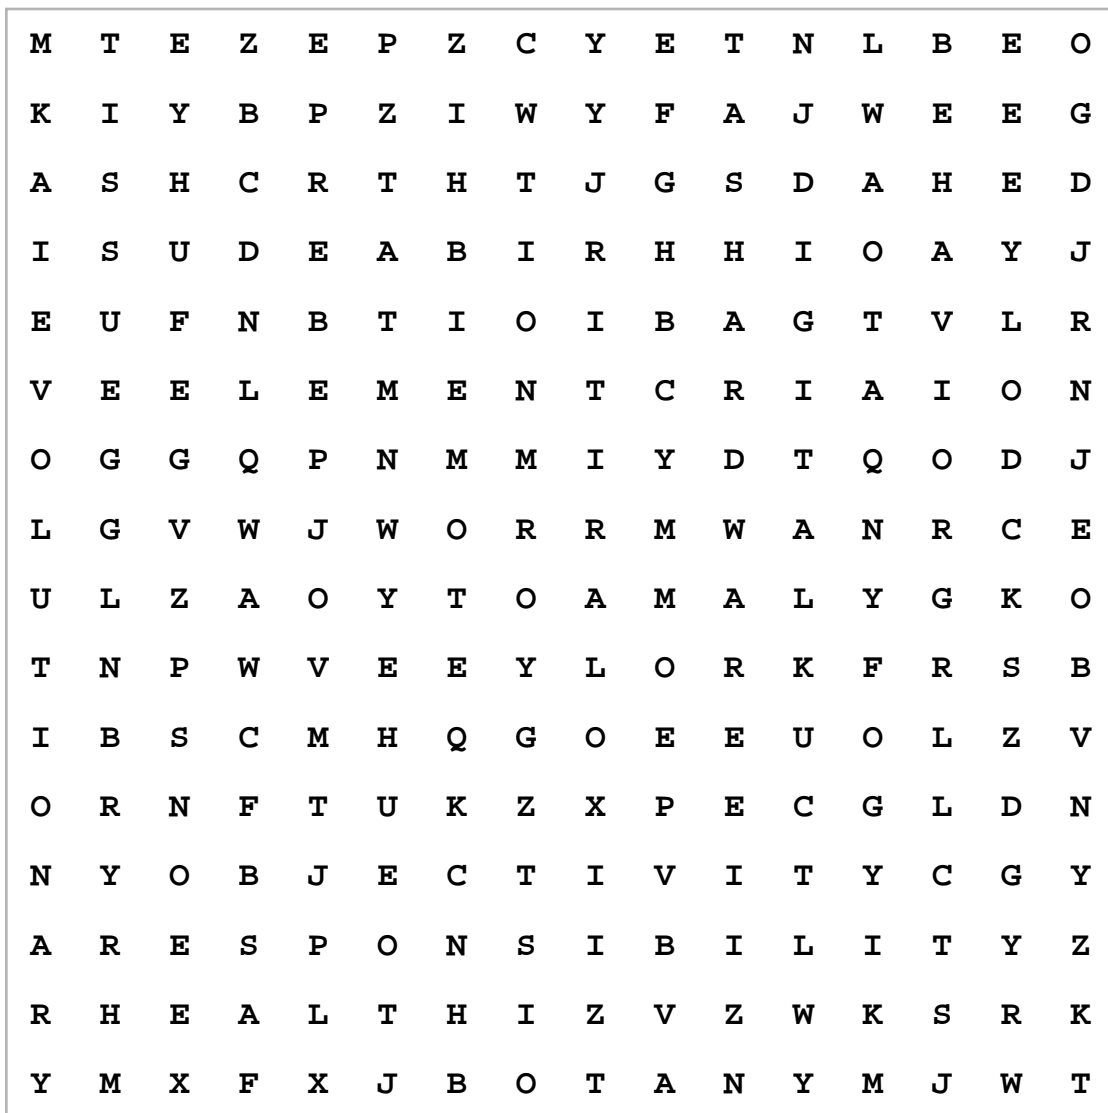 M T E Z E P Z C Y E T N L B E O
K I Y B P Z I W Y F A J W E E G
A S H C R T H T J G S D A H E D
I S U D E A B I R H H I O A Y J
E U F N B T I O I B A G T V L R
V E E L E M E N T C R I A I O N
O G G Q P N M M I Y D T Q O D J
L G V W J W O R R M W A N R C E
U L Z A O Y T O A M A L Y G K O
T N P W V E E Y L O R K F R S B
I B S C M H Q G O E E U O L Z V
O R N F T U K Z X P E C G L D N
N Y O B J E C T I V I T Y C G Y
A R E S P O N S I B I L I T Y Z
R H E A L T H I Z V Z W K S R K
Y M X F X J B O T A N Y M J W T